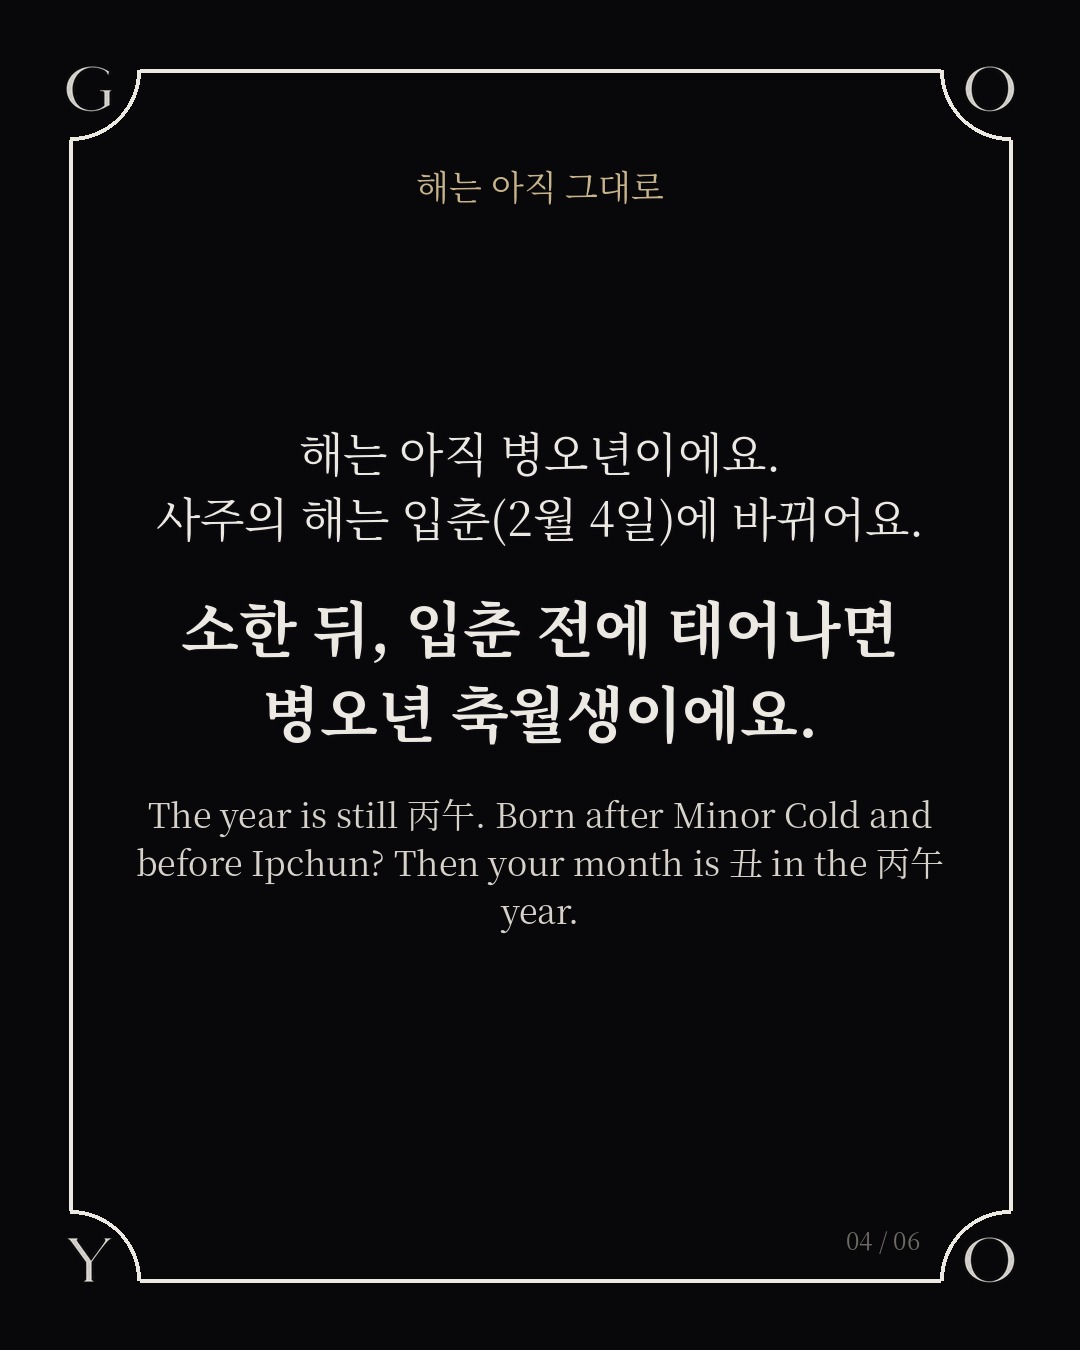 G O
해는 아직 그대로
해는 아직 병오년이에요.
사주의 해는 입춘(2월 4일)에 바뀌어요.
소한 뒤, 입춘 전에 태어나면
병오년 축월생이에요.
The year is still 丙午. Born after Minor Cold and
before Ipchun? Then your month is 丑 in the 丙午
year.
04 / 06
Y O